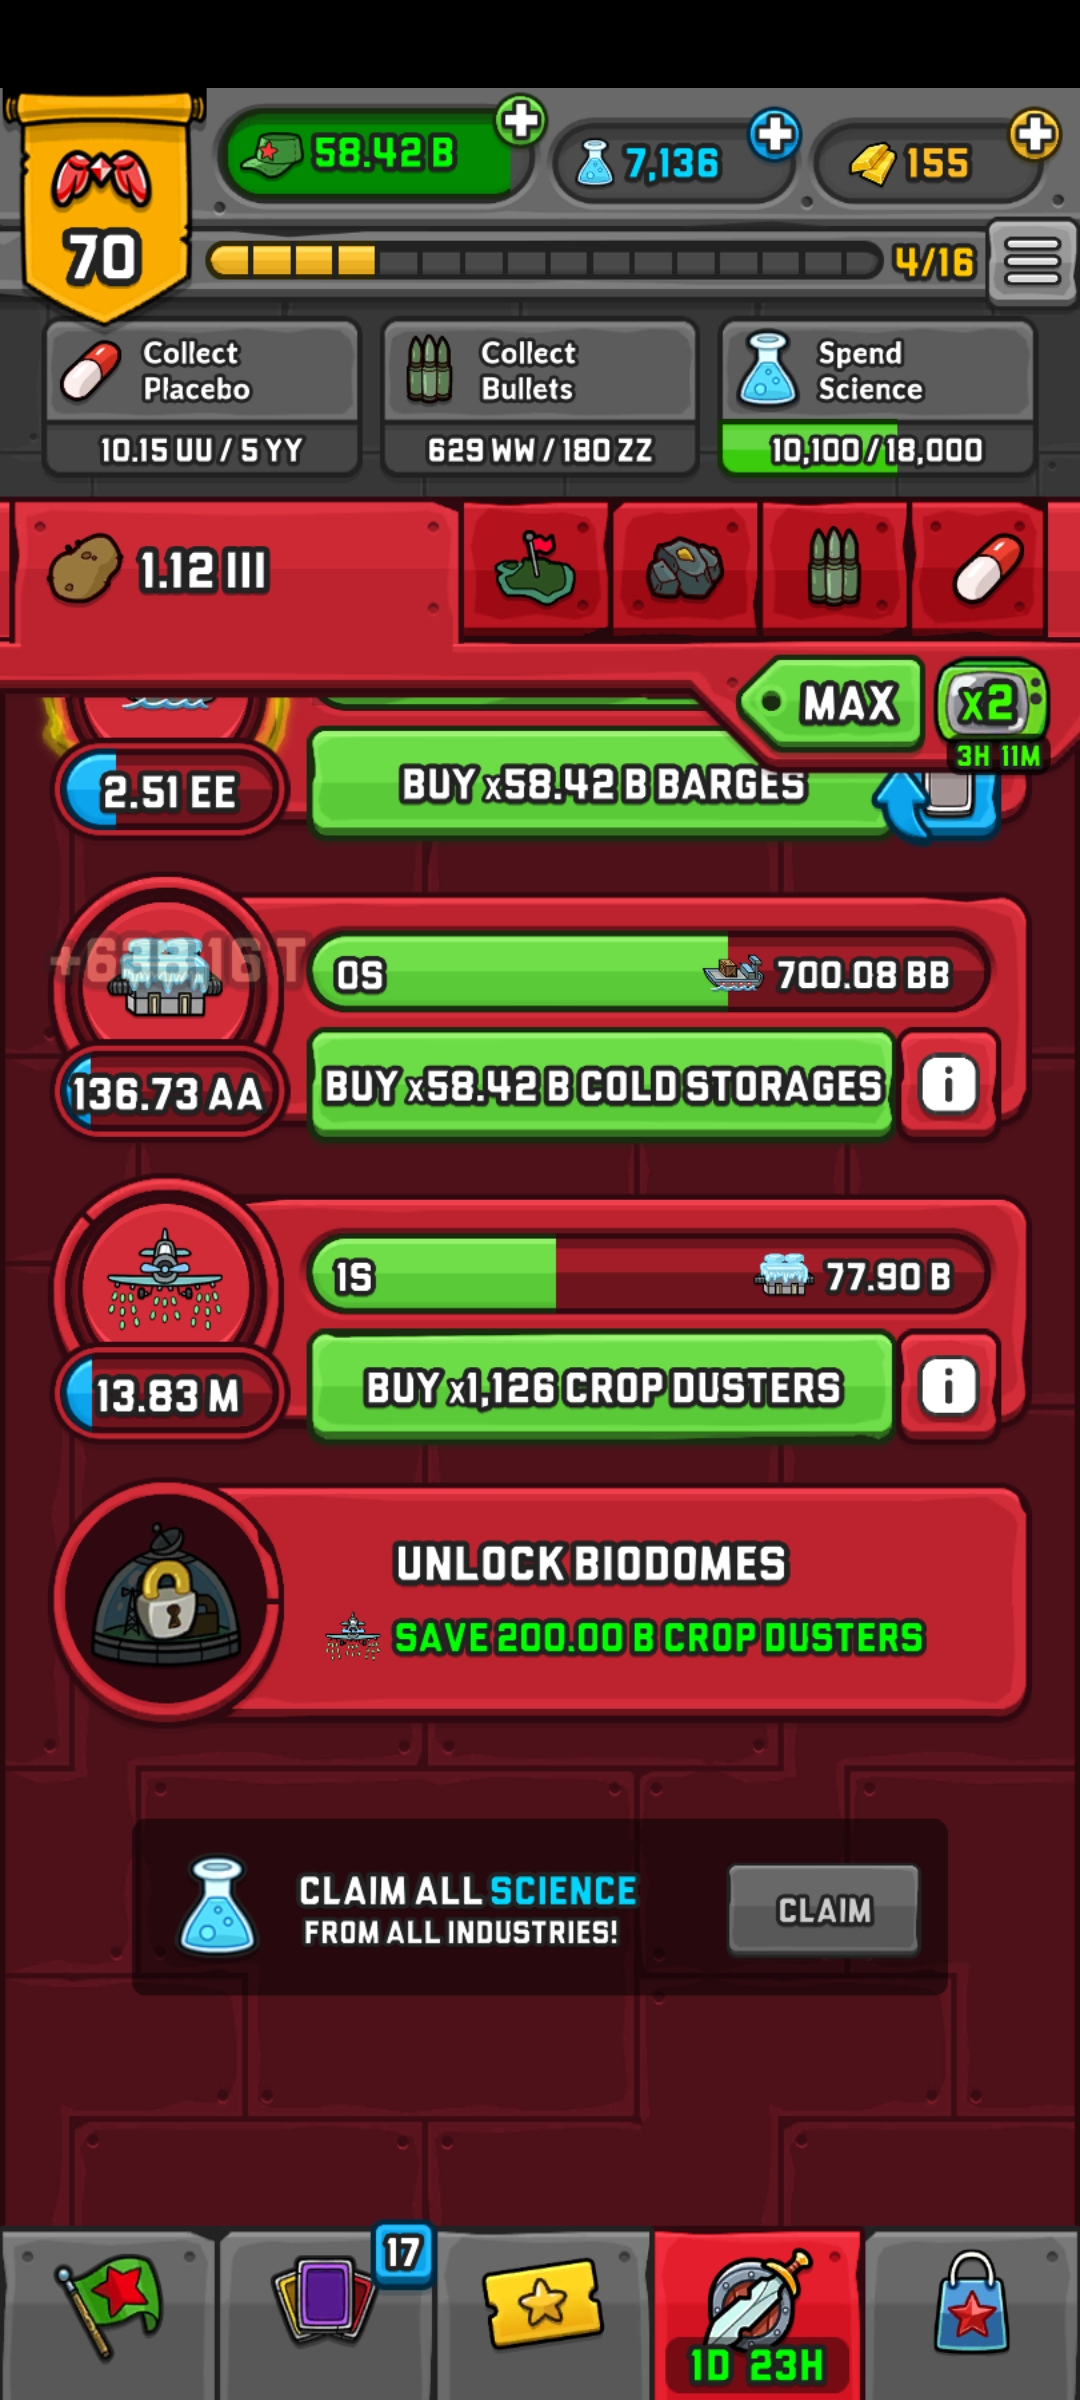 58.42 B
7,136
155
70
4/16
Collect
Placebo
10.15 UU / 5 YY
Collect
Bullets
629 WW / 180 ZZ
Spend
Science
10,100 / 18,000
1.12 III
MAX
x2
3H 11M
2.51 EE
BUY x58.42 B BARGES
0S
700.08 BB
136.73 AA
BUY x58.42 B COLD STORAGES
i
1S
77.90 B
13.83 M
BUY x1,126 CROP DUSTERS
i
UNLOCK BIODOMES
SAVE 200.00 B CROP DUSTERS
CLAIM ALL SCIENCE
FROM ALL INDUSTRIES!
CLAIM
17
1D 23H